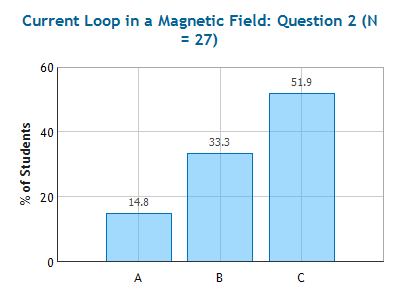 Current Loop in a Magnetic Field: Question 2 (N
= 27)
60
51.9
40
33.3
% of Students
20
14.8
0
A B C